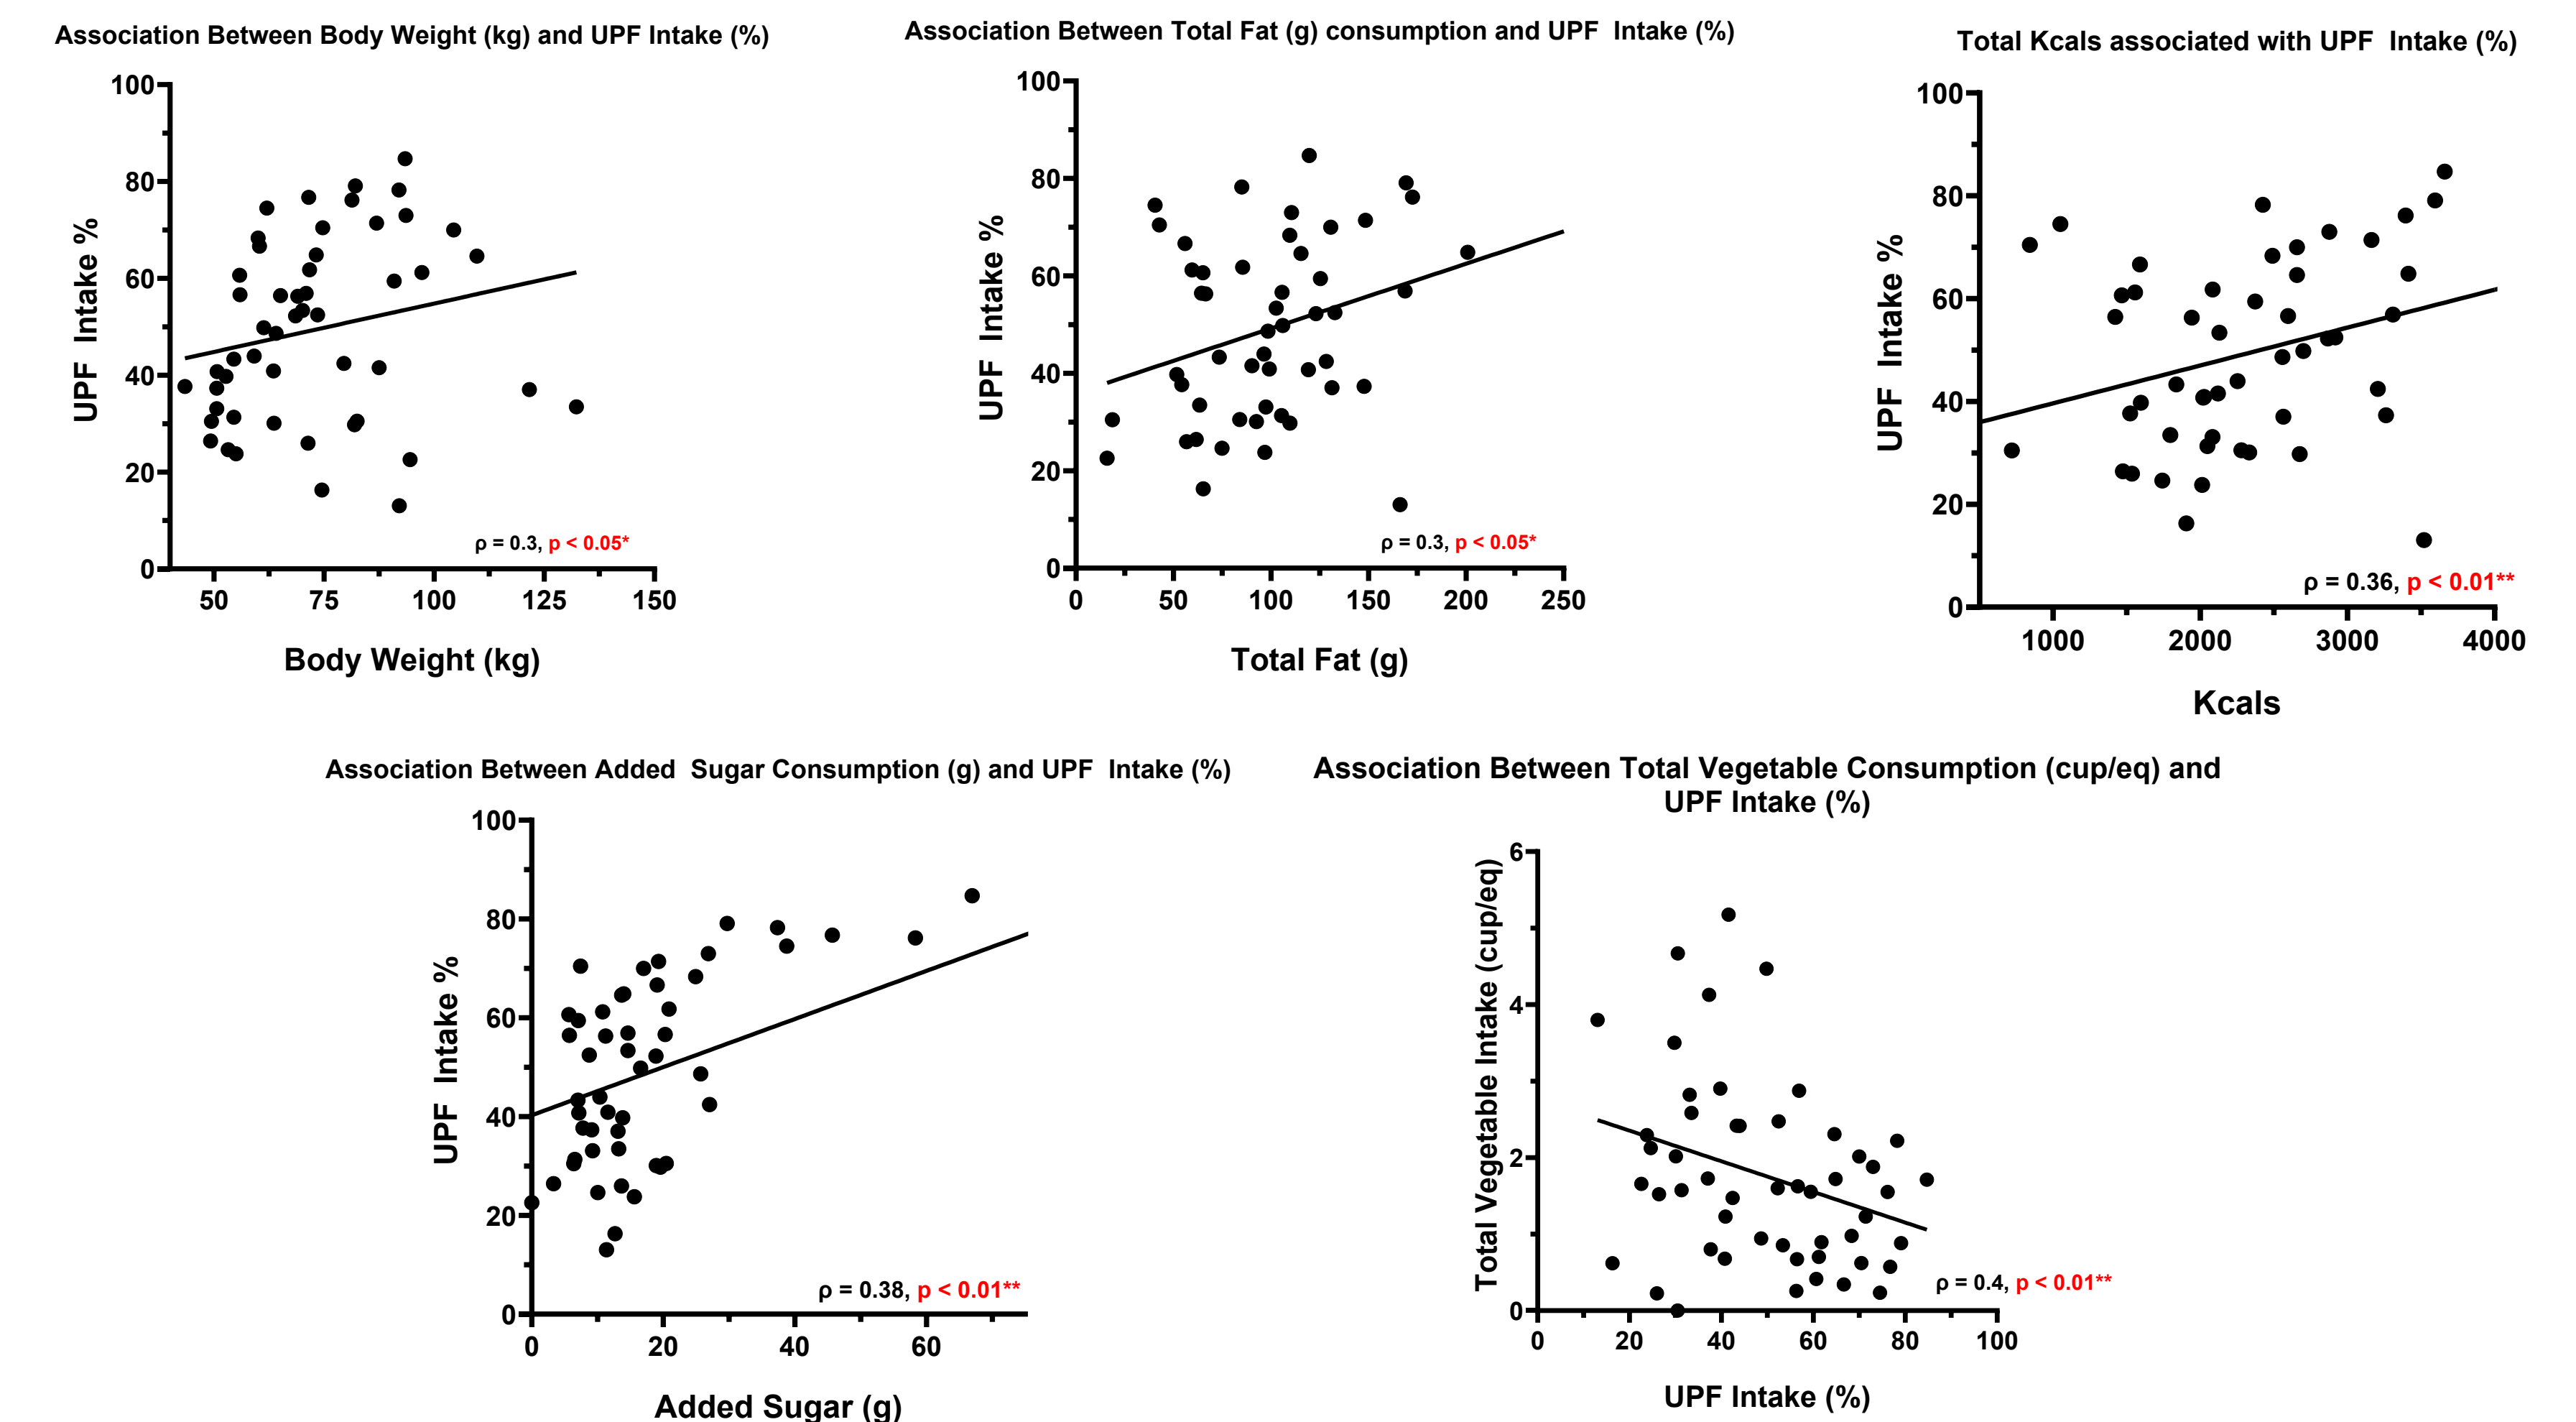 Association Between Body Weight (kg) and UPF Intake (%)
100
80
60
40
20
0
UPF Intake %
50 75 100 125 150
Body Weight (kg)
ρ = 0.3, p < 0.05*
Association Between Total Fat (g) consumption and UPF Intake (%)
100
80
60
40
20
0
UPF Intake %
0 50 100 150 200 250
Total Fat (g)
ρ = 0.3, p < 0.05*
Total Kcals associated with UPF Intake (%)
100
80
60
40
20
0
UPF Intake %
1000 2000 3000 4000
Kcals
ρ = 0.36, p < 0.01**
Association Between Added Sugar Consumption (g) and UPF Intake (%)
100
80
60
40
20
0
UPF Intake %
0 20 40 60
Added Sugar (g)
ρ = 0.38, p < 0.01**
Association Between Total Vegetable Consumption (cup/eq) and
UPF Intake (%)
6
4
2
0
Total Vegetable Intake (cup/eq)
0 20 40 60 80 100
UPF Intake (%)
ρ = 0.4, p < 0.01**